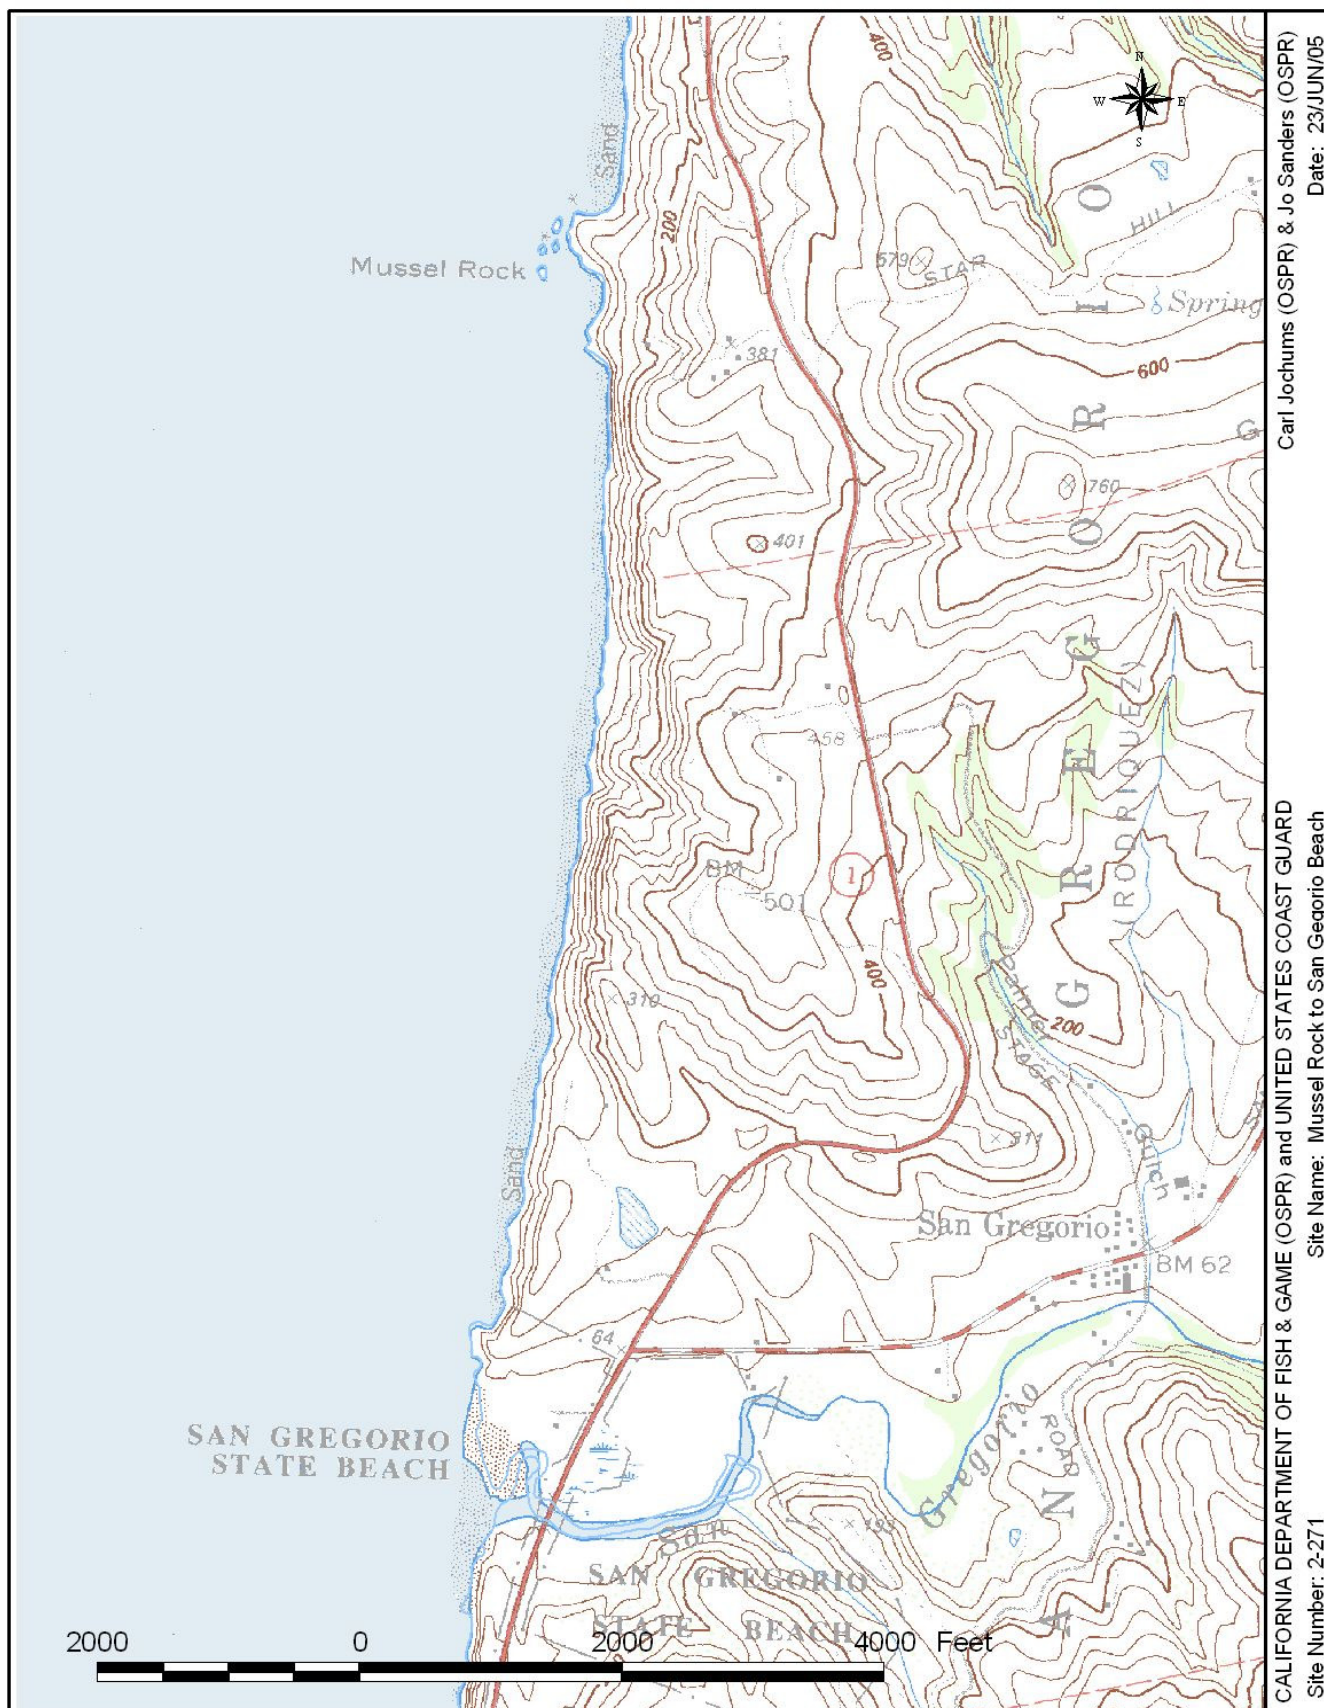 Sand
400
N
W E
S
200
Mussel Rock
O
HILL
579
STAR
I
Spring
381
600
R
G
760
O
401
G
(RODRIQUEZ)
458
E
BM
501
1
R
400
310
Palmer
G
STAGE
200
311
Gulch
Sand
San Gregorio
BM 62
64
SAN GREGORIO
STATE BEACH
Gregorio
ROAD
N
193
San
SAN GREGORIO
STATE BEACH
A
2000 0 2000 4000 Feet
CALIFORNIA DEPARTMENT OF FISH & GAME (OSPR) and UNITED STATES COAST GUARD
Carl Jochums (OSPR) & Jo Sanders (OSPR)
Site Number: 2-271
Site Name: Mussel Rock to San Gegorio Beach
Date: 23/JUN/05